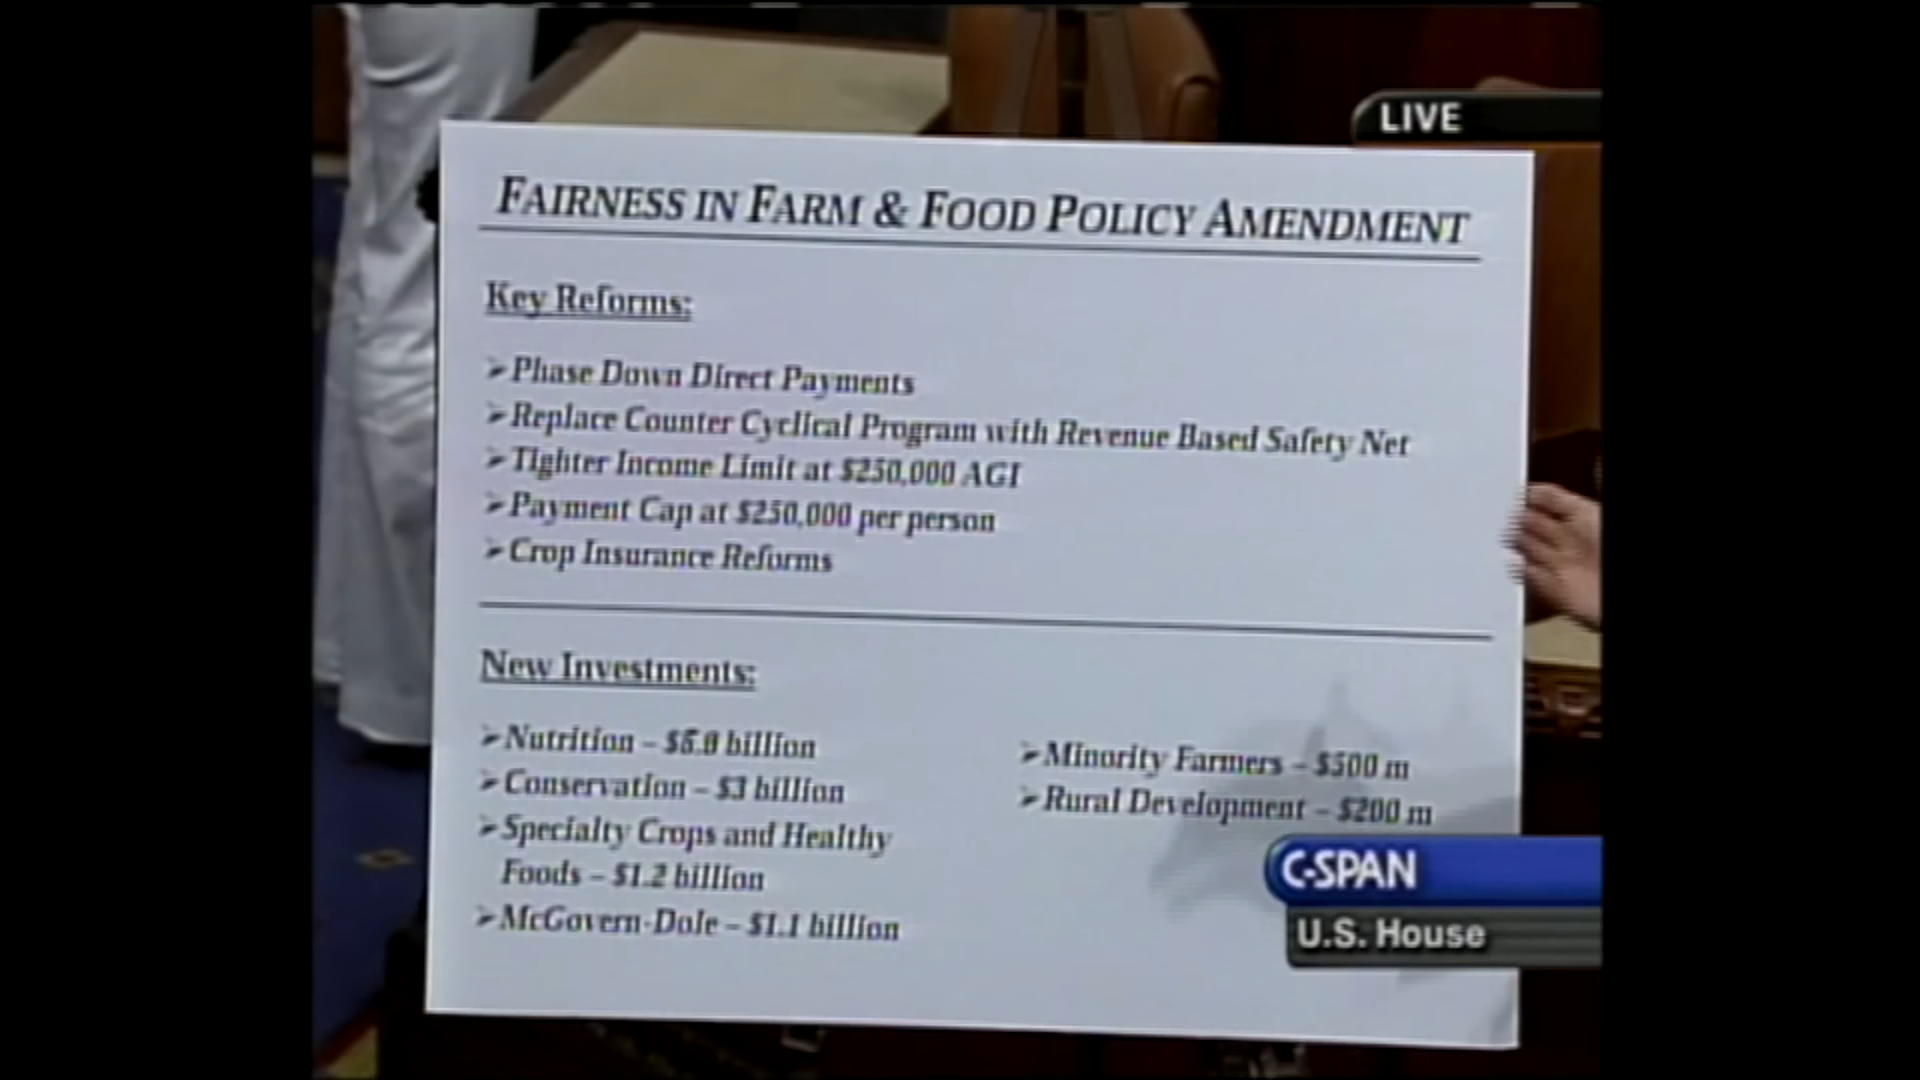 LIVE
FAIRNESS IN FARM & FOOD POLICY AMENDMENT
Key Reforms:
➢Phase Down Direct Payments
➢Replace Counter Cyclical Program with Revenue Based Safety Net
➢Tighter Income Limit at $250,000 AGI
➢Payment Cap at $250,000 per person
➢Crop Insurance Reforms
New Investments:
➢Nutrition – billion
➢Conservation – $3 billion
➢Specialty Crops and Healthy
Foods – $1.2 billion
➢McGovern-Dole – $1.1 billion
➢Minority Farmers – $500 m
➢Rural Development – $200 m
C-SPAN
U.S. House